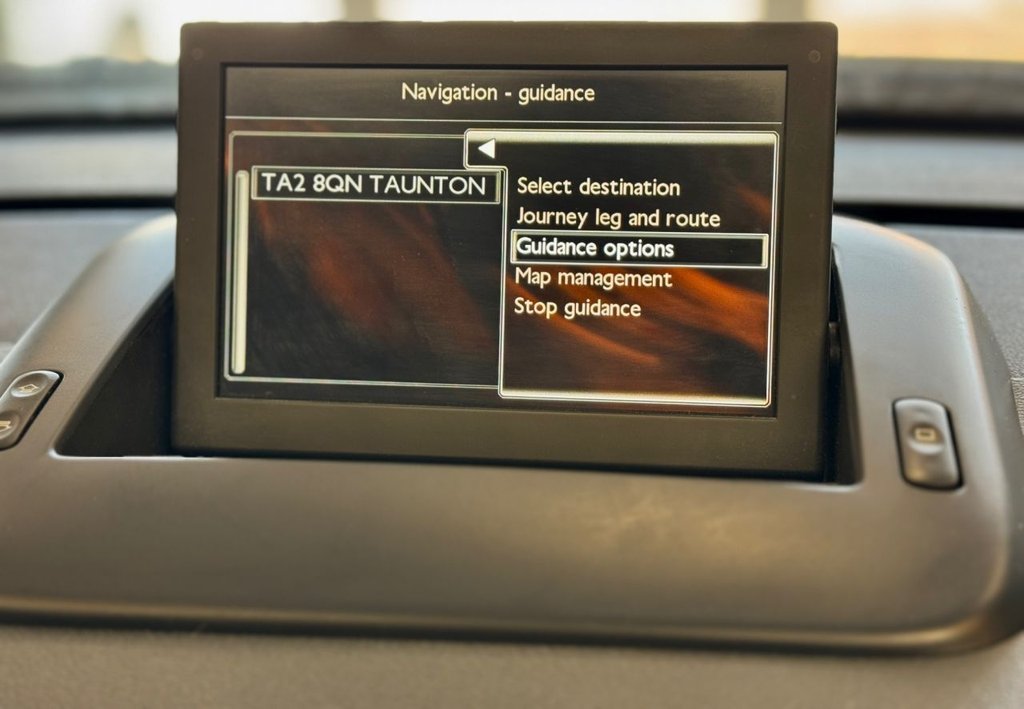 Navigation - guidance
TA2 8QN TAUNTON
Select destination
Journey leg and route
Guidance options
Map management
Stop guidance